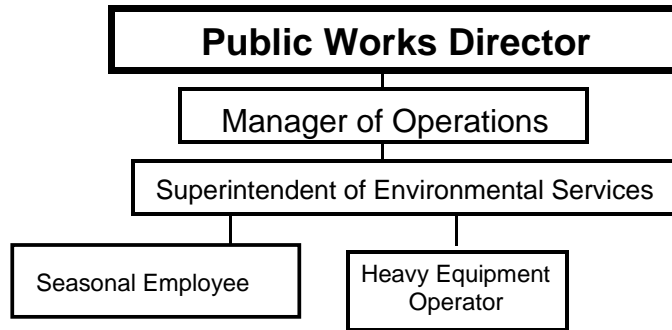 Public Works Director
Manager of Operations
Superintendent of Environmental Services
Seasonal Employee
Heavy Equipment
Operator